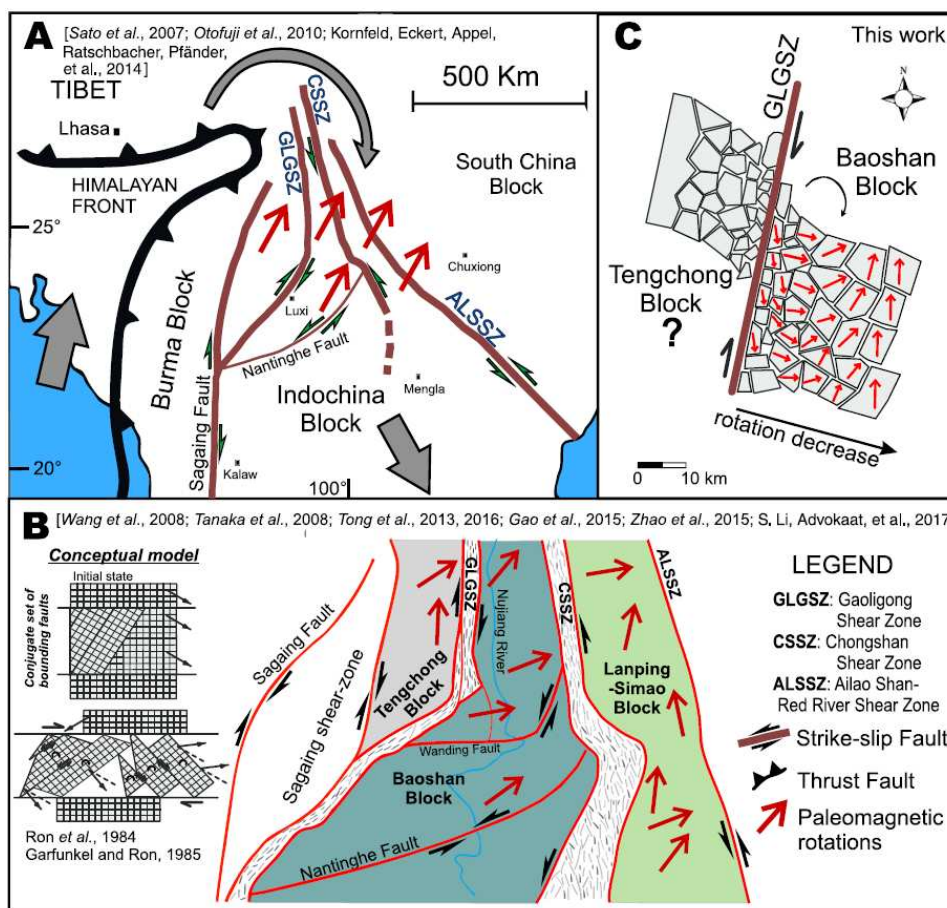 A
[Sato et al., 2007; Otofuji et al., 2010; Kornfeld, Eckert, Appel,
Ratschbacher, Pfänder,
et al., 2014]
TIBET
Lhasa
HIMALAYAN
FRONT
500 Km
CSSZ
GLGSZ
South China
Block
25°
Burma Block
Chuxiong
Luxi
ALSSZ
Nantinghe Fault
Sagaing Fault
Indochina
Block
Mengla
20°
Kalaw
100°
C
This work
N
GLGSZ
Baoshan
Block
Tengchong
Block
?
rotation decrease
0 10 km
B
[Wang et al., 2008; Tanaka et al., 2008; Tong et al., 2013, 2016; Gao et al., 2015; Zhao et al., 2015; S. Li, Advokaat, et al., 2017]
Conceptual model
Initial state
Conjugate set of
bounding faults
Ron et al., 1984
Garfunkel and Ron, 1985
Sagaing Fault
Sagaing shear-zone
Tengchong
Block
GLGSZ
Nujiang River
CSSZ
ALSSZ
Lanping
-Simao
Block
Wanding Fault
Baoshan
Block
Nantinghe Fault
LEGEND
GLGSZ: Gaoligong
Shear Zone
CSSZ: Chongshan
Shear Zone
ALSSZ: Ailao Shan-
Red River Shear Zone
Strike-slip Fault
Thrust Fault
Paleomagnetic
rotations